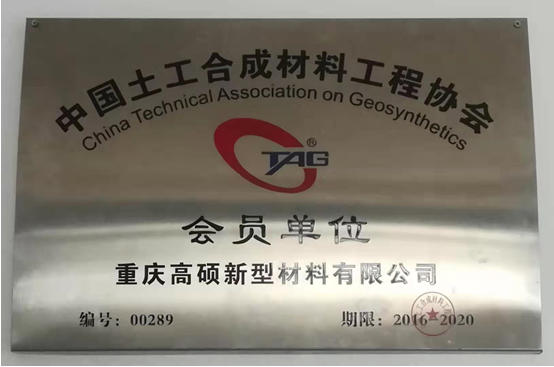 中国土工合成材料工程协会
China Technical Association on Geosynthetics
CTAG®
会员单位
重庆高硕新型材料有限公司
编号：00289 期限：2016-2020